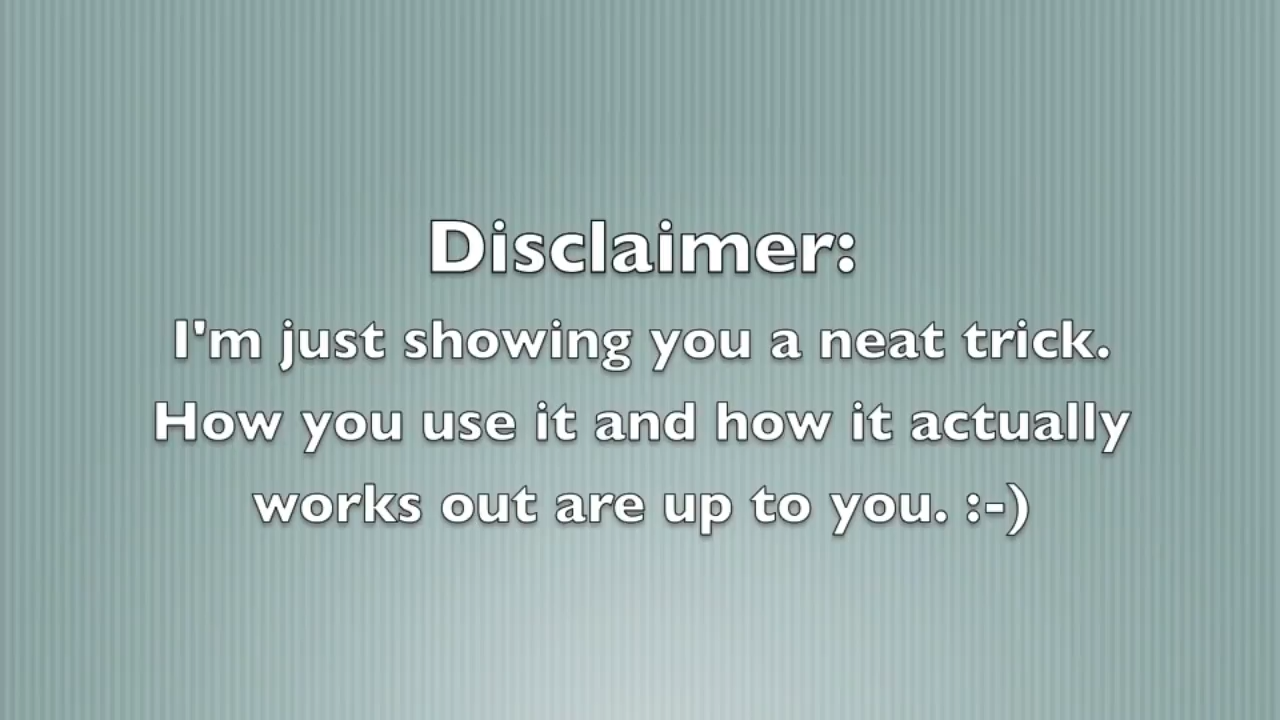 Disclaimer:
I'm just showing you a neat trick.
How you use it and how it actually
works out are up to you. :-)